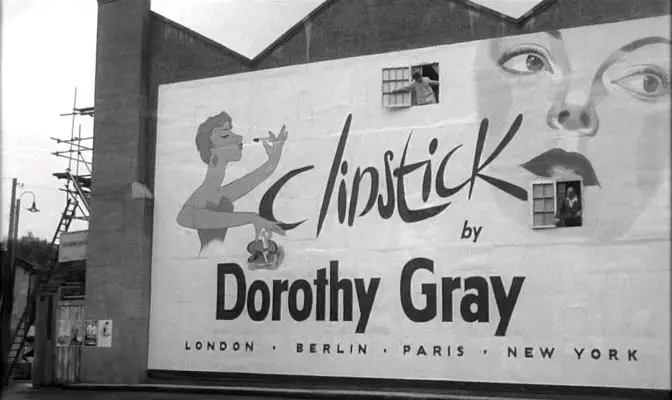 Clipstick
by
Dorothy Gray
LONDON · BERLIN · PARIS · NEW YORK